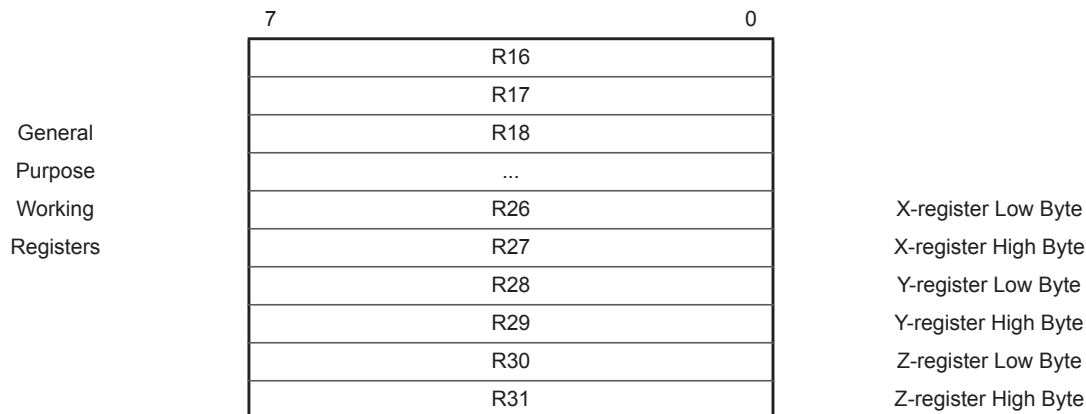 7 0
R16
R17
General R18
Purpose ...
Working R26 X-register Low Byte
Registers R27 X-register High Byte
R28 Y-register Low Byte
R29 Y-register High Byte
R30 Z-register Low Byte
R31 Z-register High Byte